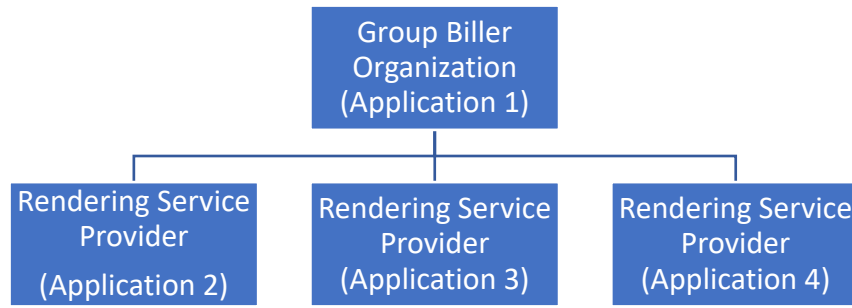 Group Biller
Organization
(Application 1)
Rendering Service
Provider
(Application 2)
Rendering Service
Provider
(Application 3)
Rendering Service
Provider
(Application 4)